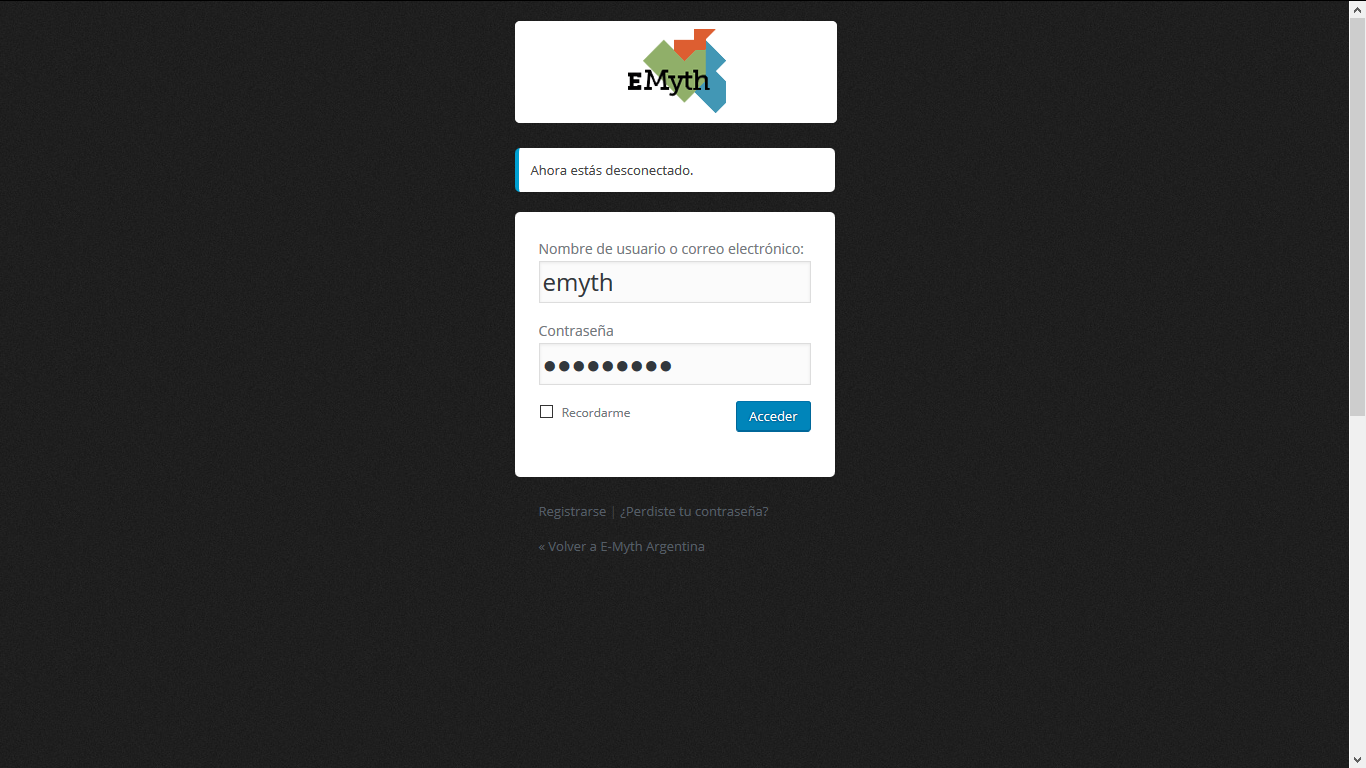 EMyth
Ahora estás desconectado.
Nombre de usuario o correo electrónico:
emyth
Contraseña
●●●●●●●●●
Recordarme
Acceder
Registrarse | ¿Perdiste tu contraseña?
« Volver a E-Myth Argentina